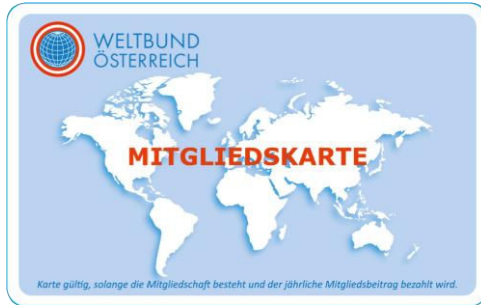 WELTBUND
ÖSTERREICH
MITGLIEDSKARTE
Karte gültig, solange die Mitgliedschaft besteht und der jährliche Mitgliedsbeitrag bezahlt wird.